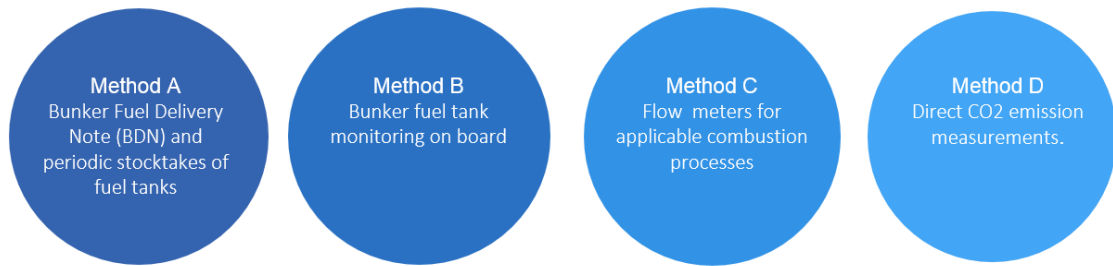 Method A
Bunker Fuel Delivery
Note (BDN) and
periodic stocktakes of
fuel tanks
Method B
Bunker fuel tank
monitoring on board
Method C
Flow  meters for
applicable combustion
processes
Method D
Direct CO2 emission
measurements.